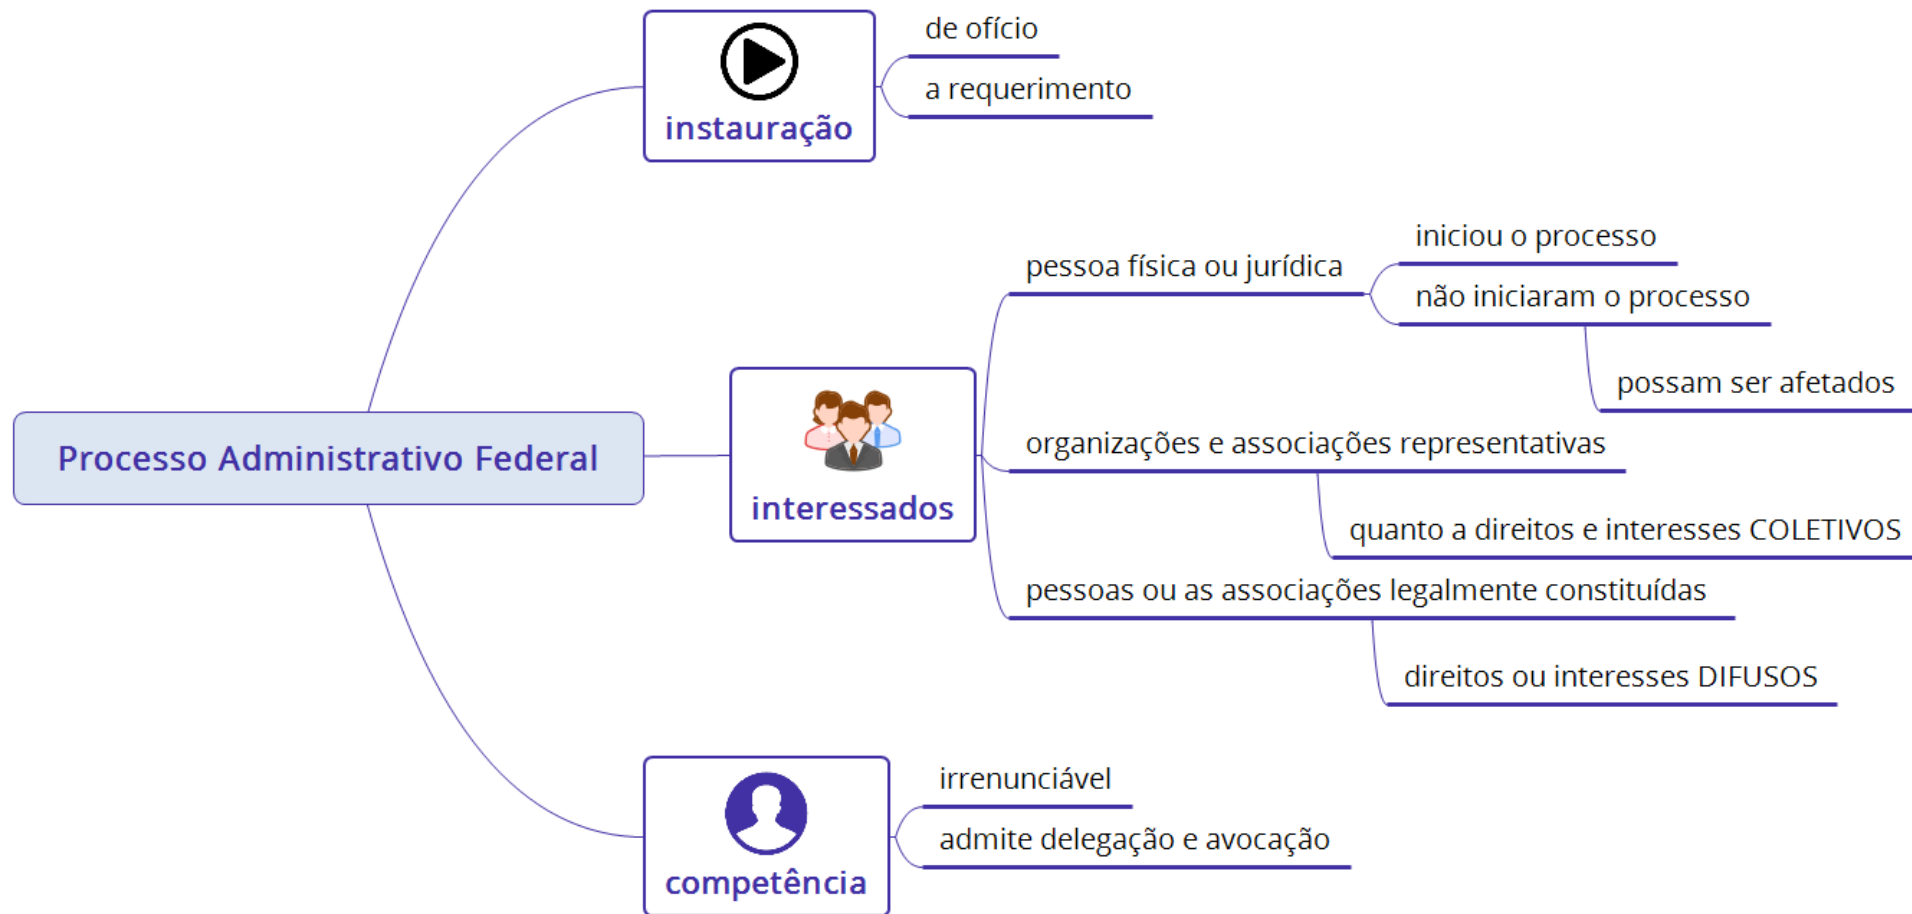 de ofício
a requerimento
instauração
iniciou o processo
pessoa física ou jurídica
não iniciaram o processo
possam ser afetados
organizações e associações representativas
Processo Administrativo Federal
interessados
quanto a direitos e interesses COLETIVOS
pessoas ou as associações legalmente constituídas
direitos ou interesses DIFUSOS
irrenunciável
admite delegação e avocação
competência